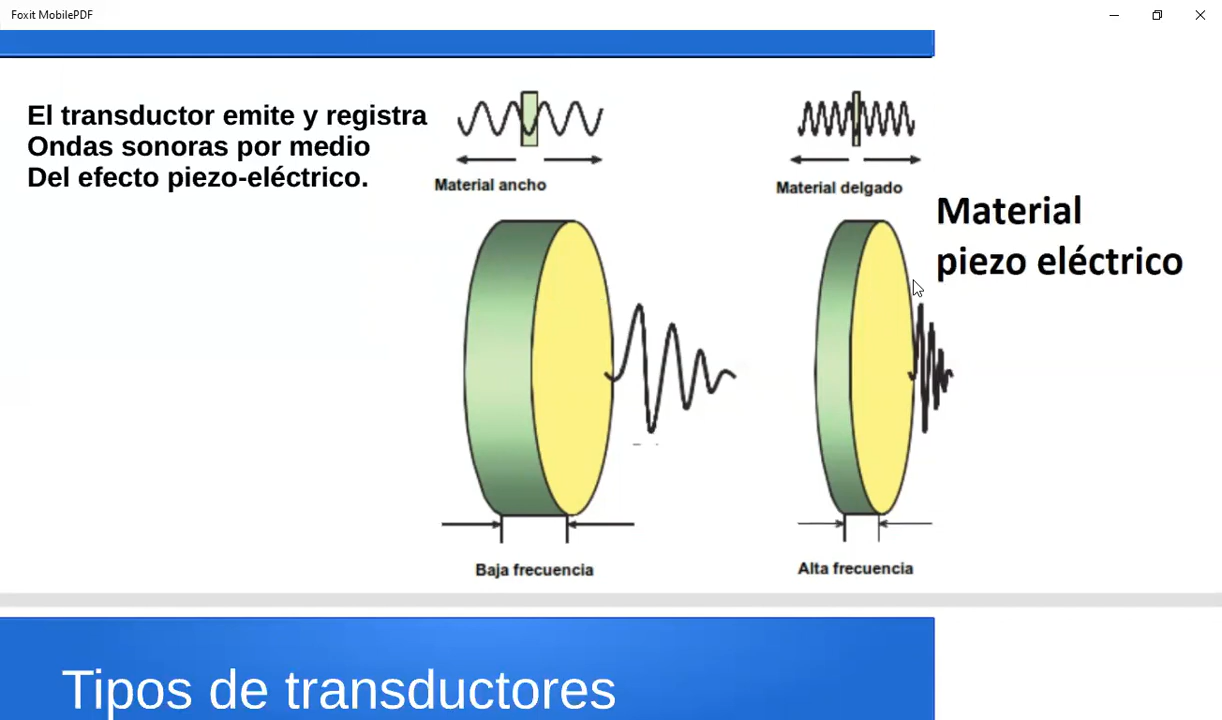 Foxit MobilePDF
El transductor emite y registra
Ondas sonoras por medio
Del efecto piezo-eléctrico.
Material ancho
Material delgado
Material
piezo eléctrico
Baja frecuencia
Alta frecuencia
Tipos de transductores